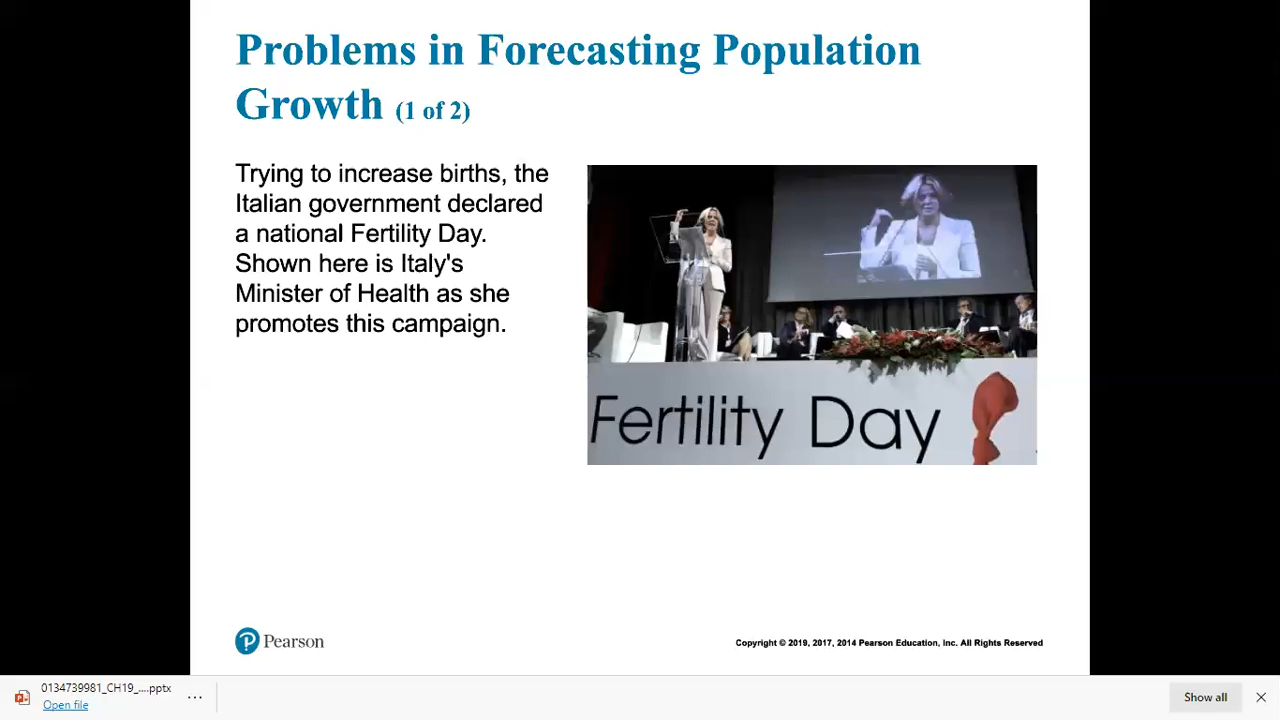 Problems in Forecasting Population
Growth (1 of 2)
Trying to increase births, the
Italian government declared
a national Fertility Day.
Shown here is Italy's
Minister of Health as she
promotes this campaign.
Fertility Day
Pearson
Copyright © 2019, 2017, 2014 Pearson Education, Inc. All Rights Reserved
0134739981_CH19_....pptx
Open file
Show all